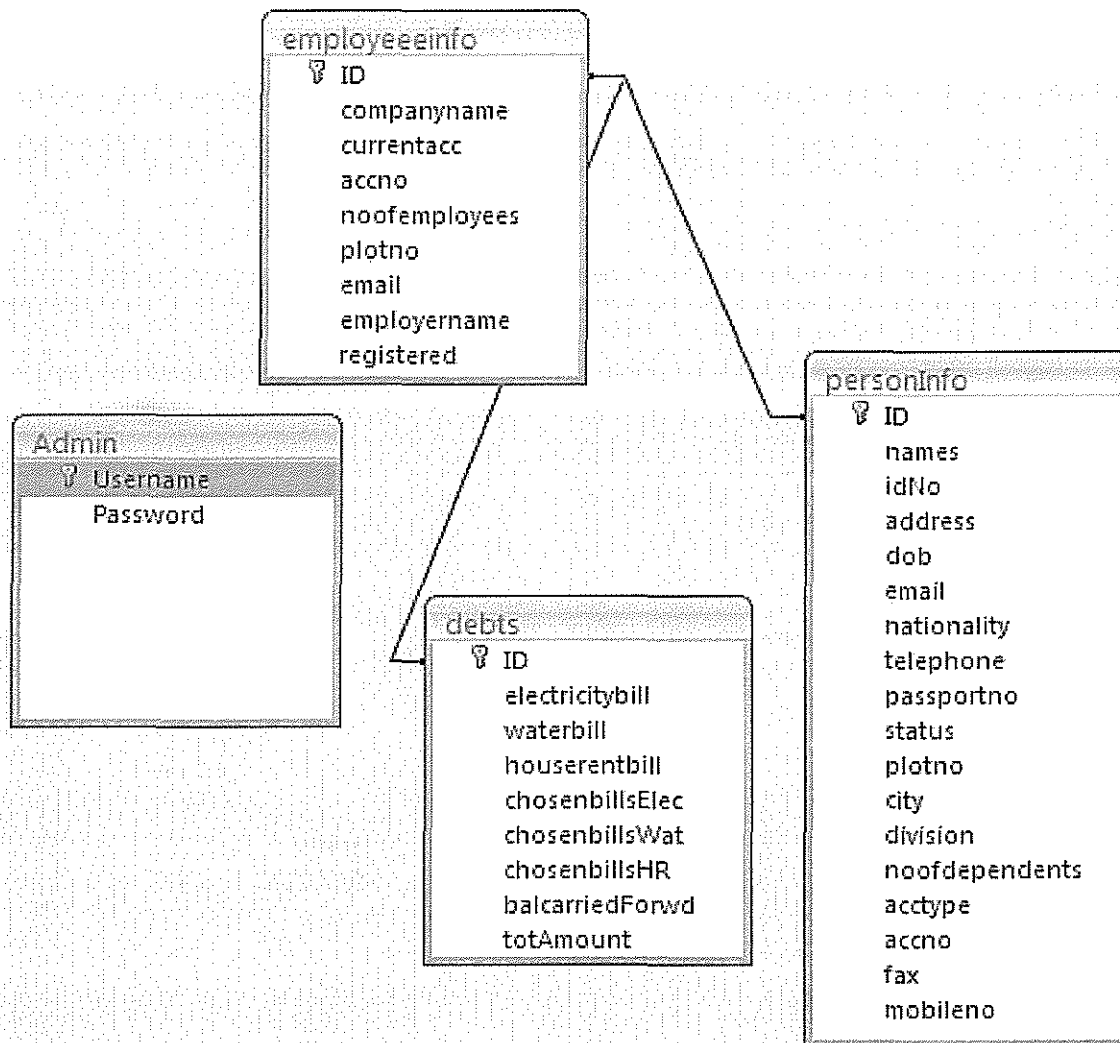 employeeeinfo
ID
companyname
currentacc
accno
noofemployees
plotno
email
employername
registered
Admin
Username
Password
debts
ID
electricitybill
waterbill
houserentbill
chosenbillsElec
chosenbillsWat
chosenbillsHR
balcarriedForwd
totAmount
personInfo
ID
names
idNo
address
dob
email
nationality
telephone
passportno
status
plotno
city
division
noofdependents
acctype
accno
fax
mobileno